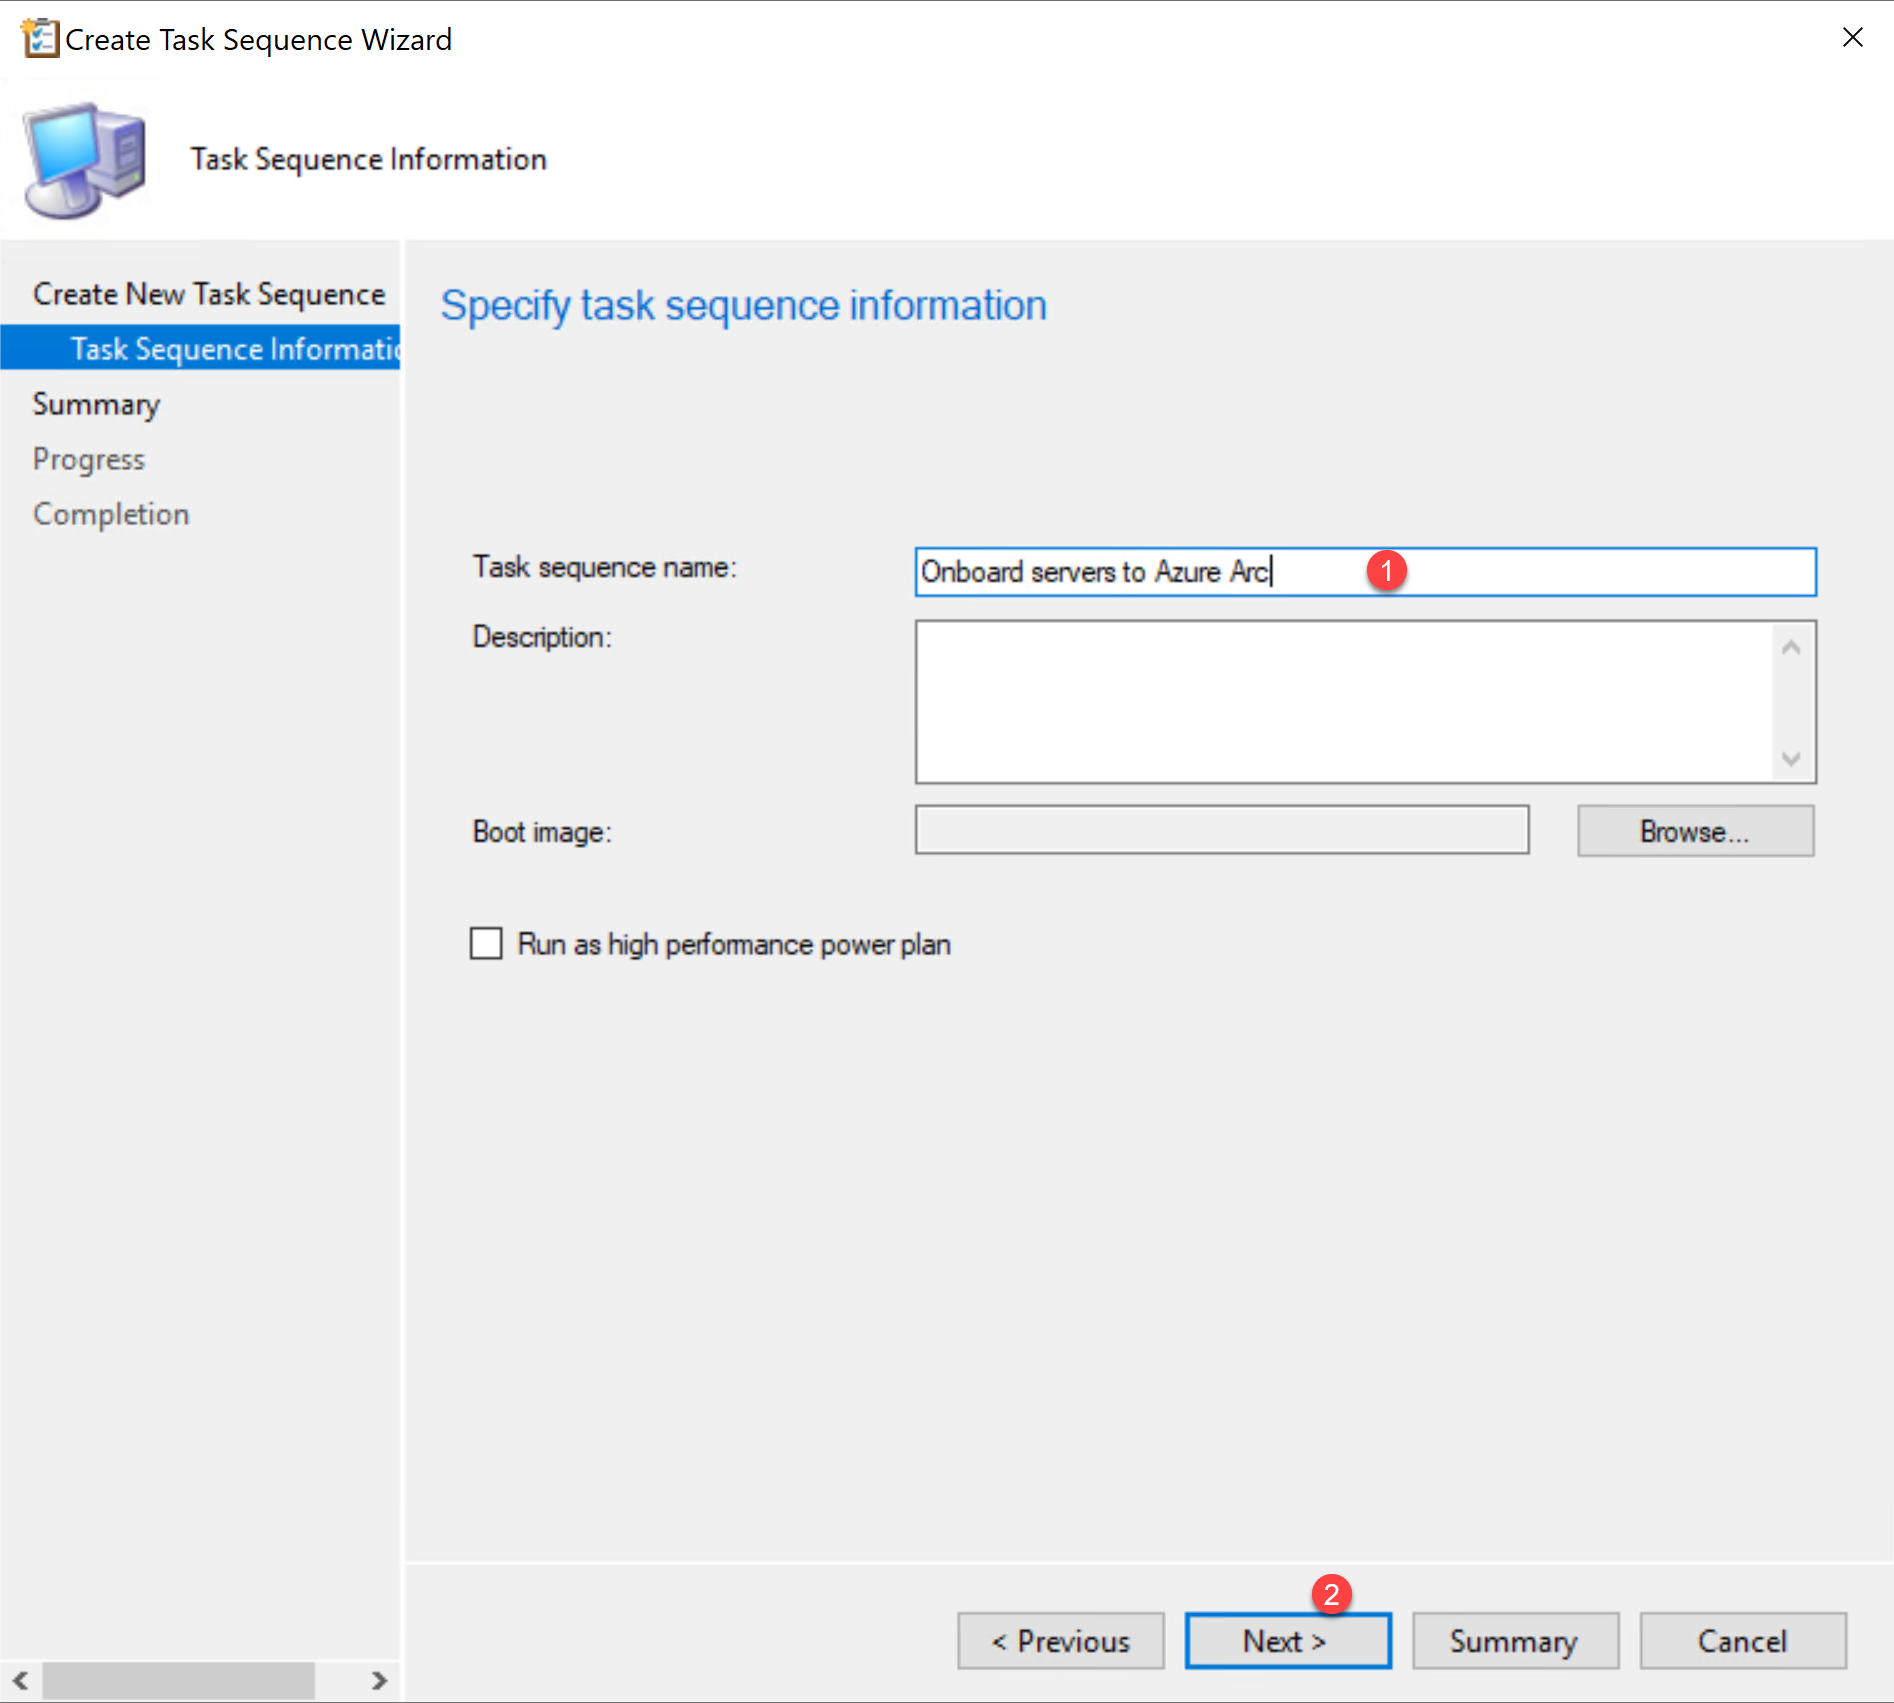 Create Task Sequence Wizard
Task Sequence Information
Create New Task Sequence
Task Sequence Informatio
Summary
Progress
Completion
Specify task sequence information
Task sequence name:
Onboard servers to Azure Arc
1
Description:
Boot image:
Browse...
Run as high performance power plan
2
< Previous
Next >
Summary
Cancel